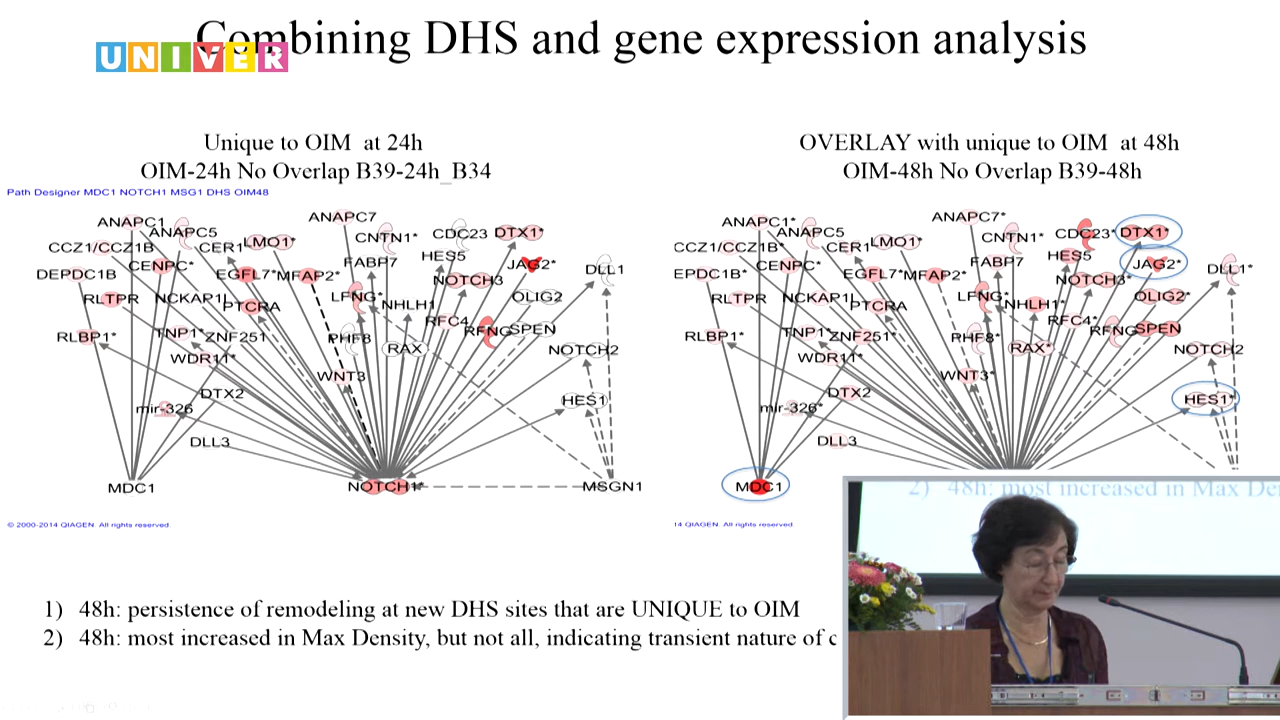 Combining DHS and gene expression analysis
UNIVER
Unique to OIM at 24h
OIM-24h No Overlap B39-24h_B34
OVERLAY with unique to OIM at 48h
OIM-48h No Overlap B39-48h
Path Designer MDC1 NOTCH1 MSG1 DHS OIM48
ANAPC1
ANAPC5
ANAPC7
CCZ1/CCZ1B
CER1
LMO1*
CNTN1*
CDC23
DTX1*
DEPDC1B
CENPC*
EGFL7*
MFAP2*
FABP7
HES5
JAG2*
DLL1
RLTPR
NCKAP1L
PTCRA
LFNG*
NHLH1
NOTCH3
OLIG2
RLBP1*
TNP1*
ZNF251
PHF8
RAX
RFC4
RFNG
SPEN
NOTCH2
WDR11*
WNT3
DTX2
mir-326
HES1
DLL3
MDC1
NOTCH1*
MSGN1
© 2000-2014 QIAGEN. All rights reserved.
ANAPC1*
ANAPC5
ANAPC7*
CCZ1/CCZ1B*
CER1
LMO1*
CNTN1*
CDC23*
DTX1*
EPDC1B*
CENPC*
EGFL7*
MFAP2*
FABP7
HES5
JAG2*
DLL1*
RLTPR
NCKAP1L
PTCRA
LFNG*
NHLH1*
NOTCH3*
OLIG2*
RLBP1*
TNP1*
ZNF251*
PHF8*
RAX*
RFC4*
RFNG
SPEN
NOTCH2
WDR11*
WNT3*
DTX2
mir-326*
HES1*
DLL3
MDC1
14 QIAGEN. All rights reserved
2) 48h: most increased in Max De
1) 48h: persistence of remodeling at new DHS sites that are UNIQUE to OIM
2) 48h: most increased in Max Density, but not all, indicating transient nature of c